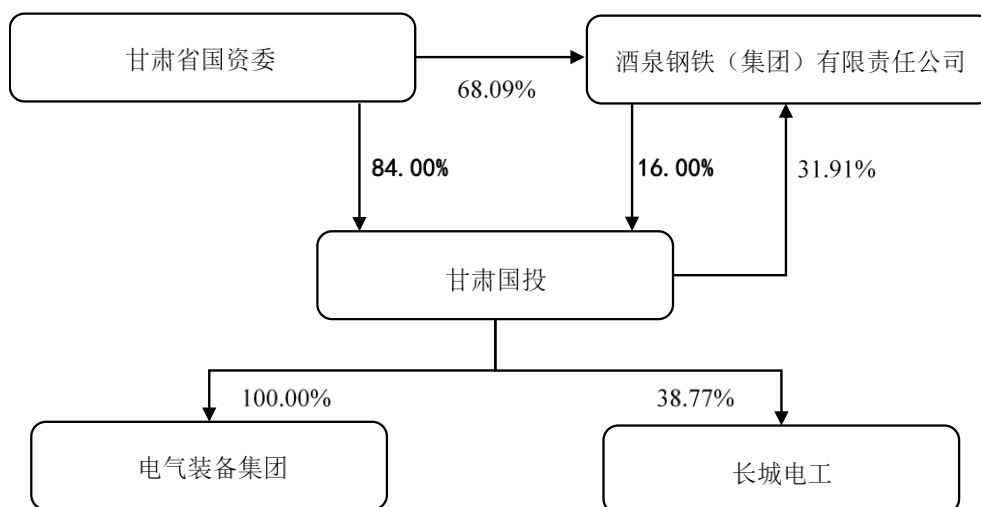 甘肃省国资委
酒泉钢铁（集团）有限责任公司
68.09%
84.00%
16.00%
31.91%
甘肃国投
100.00%
38.77%
电气装备集团
长城电工